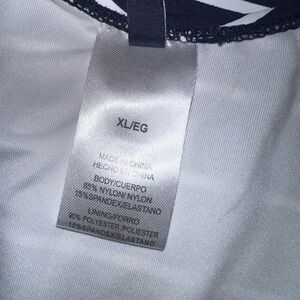 XL/EG
MADE IN CHINA
HECHO EN CHINA
BODY/CUERPO
85% NYLON/ NYLON
15%SPANDEX/ELASTANO
LINING/FORRO
90% POLYESTER /POLIESTER
10%SPANDEX/ELASTANO